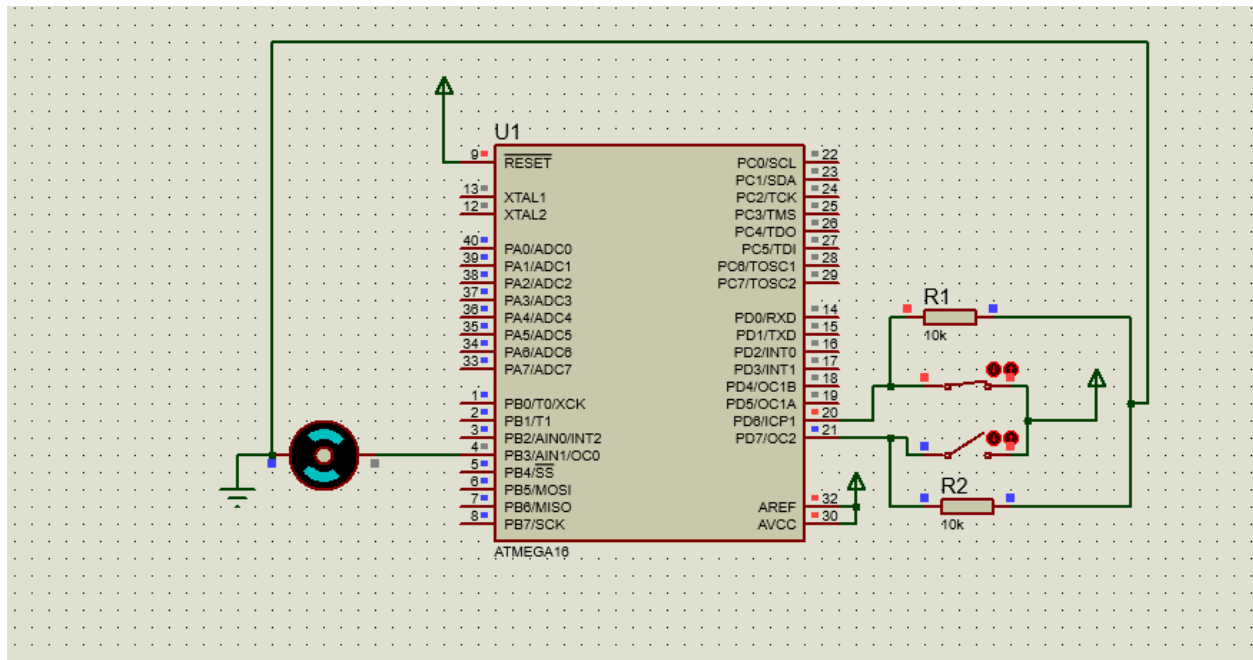 U1
9 RESET
13 XTAL1
12 XTAL2
40 PA0/ADC0
39 PA1/ADC1
38 PA2/ADC2
37 PA3/ADC3
36 PA4/ADC4
35 PA5/ADC5
34 PA6/ADC6
33 PA7/ADC7
1 PB0/T0/XCK
2 PB1/T1
3 PB2/AIN0/INT2
4 PB3/AIN1/OC0
5 PB4/SS
6 PB5/MOSI
7 PB6/MISO
8 PB7/SCK
PC0/SCL 22
PC1/SDA 23
PC2/TCK 24
PC3/TMS 25
PC4/TDO 26
PC5/TDI 27
PC6/TOSC1 28
PC7/TOSC2 29
PD0/RXD 14
PD1/TXD 15
PD2/INT0 16
PD3/INT1 17
PD4/OC1B 18
PD5/OC1A 19
PD6/ICP1 20
PD7/OC2 21
AREF 32
AVCC 30
ATMEGA16
R1
10k
R2
10k